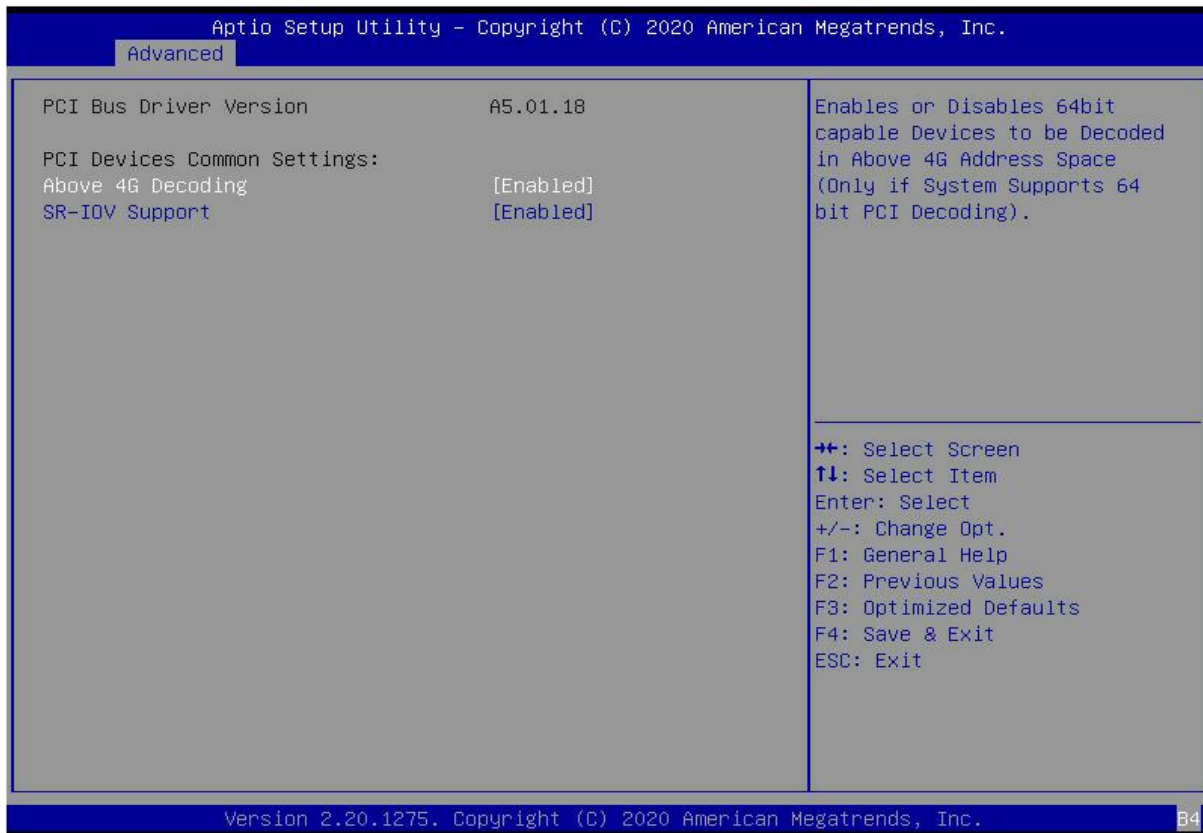 Aptio Setup Utility – Copyright (C) 2020 American Megatrends, Inc.
Advanced
PCI Bus Driver Version A5.01.18
PCI Devices Common Settings:
Above 4G Decoding [Enabled]
SR-IOV Support [Enabled]
Enables or Disables 64bit
capable Devices to be Decoded
in Above 4G Address Space
(Only if System Supports 64
bit PCI Decoding).
→←: Select Screen
↑↓: Select Item
Enter: Select
+/-: Change Opt.
F1: General Help
F2: Previous Values
F3: Optimized Defaults
F4: Save & Exit
ESC: Exit
Version 2.20.1275. Copyright (C) 2020 American Megatrends, Inc.
B4